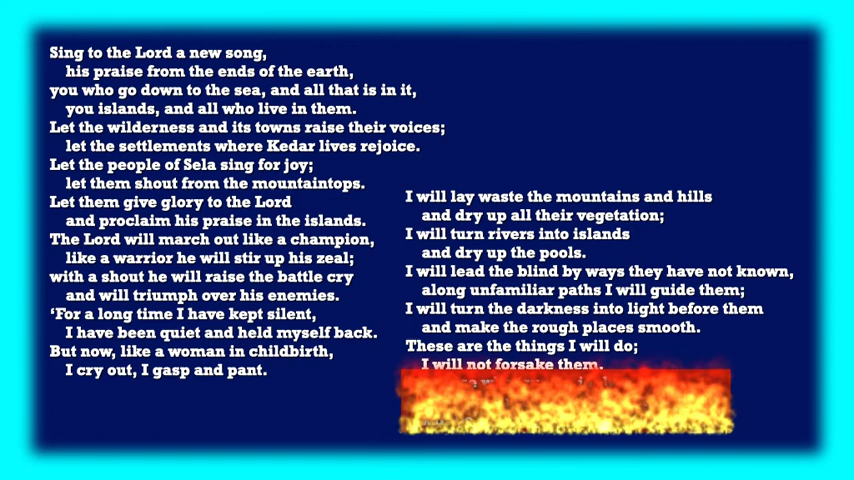 Sing to the Lord a new song,
his praise from the ends of the earth,
you who go down to the sea, and all that is in it,
you islands, and all who live in them.
Let the wilderness and its towns raise their voices;
let the settlements where Kedar lives rejoice.
Let the people of Sela sing for joy;
let them shout from the mountaintops.
Let them give glory to the Lord
and proclaim his praise in the islands.
The Lord will march out like a champion,
like a warrior he will stir up his zeal;
with a shout he will raise the battle cry
and will triumph over his enemies.
‘For a long time I have kept silent,
I have been quiet and held myself back.
But now, like a woman in childbirth,
I cry out, I gasp and pant.
I will lay waste the mountains and hills
and dry up all their vegetation;
I will turn rivers into islands
and dry up the pools.
I will lead the blind by ways they have not known,
along unfamiliar paths I will guide them;
I will turn the darkness into light before them
and make the rough places smooth.
These are the things I will do;
I will not forsake them.